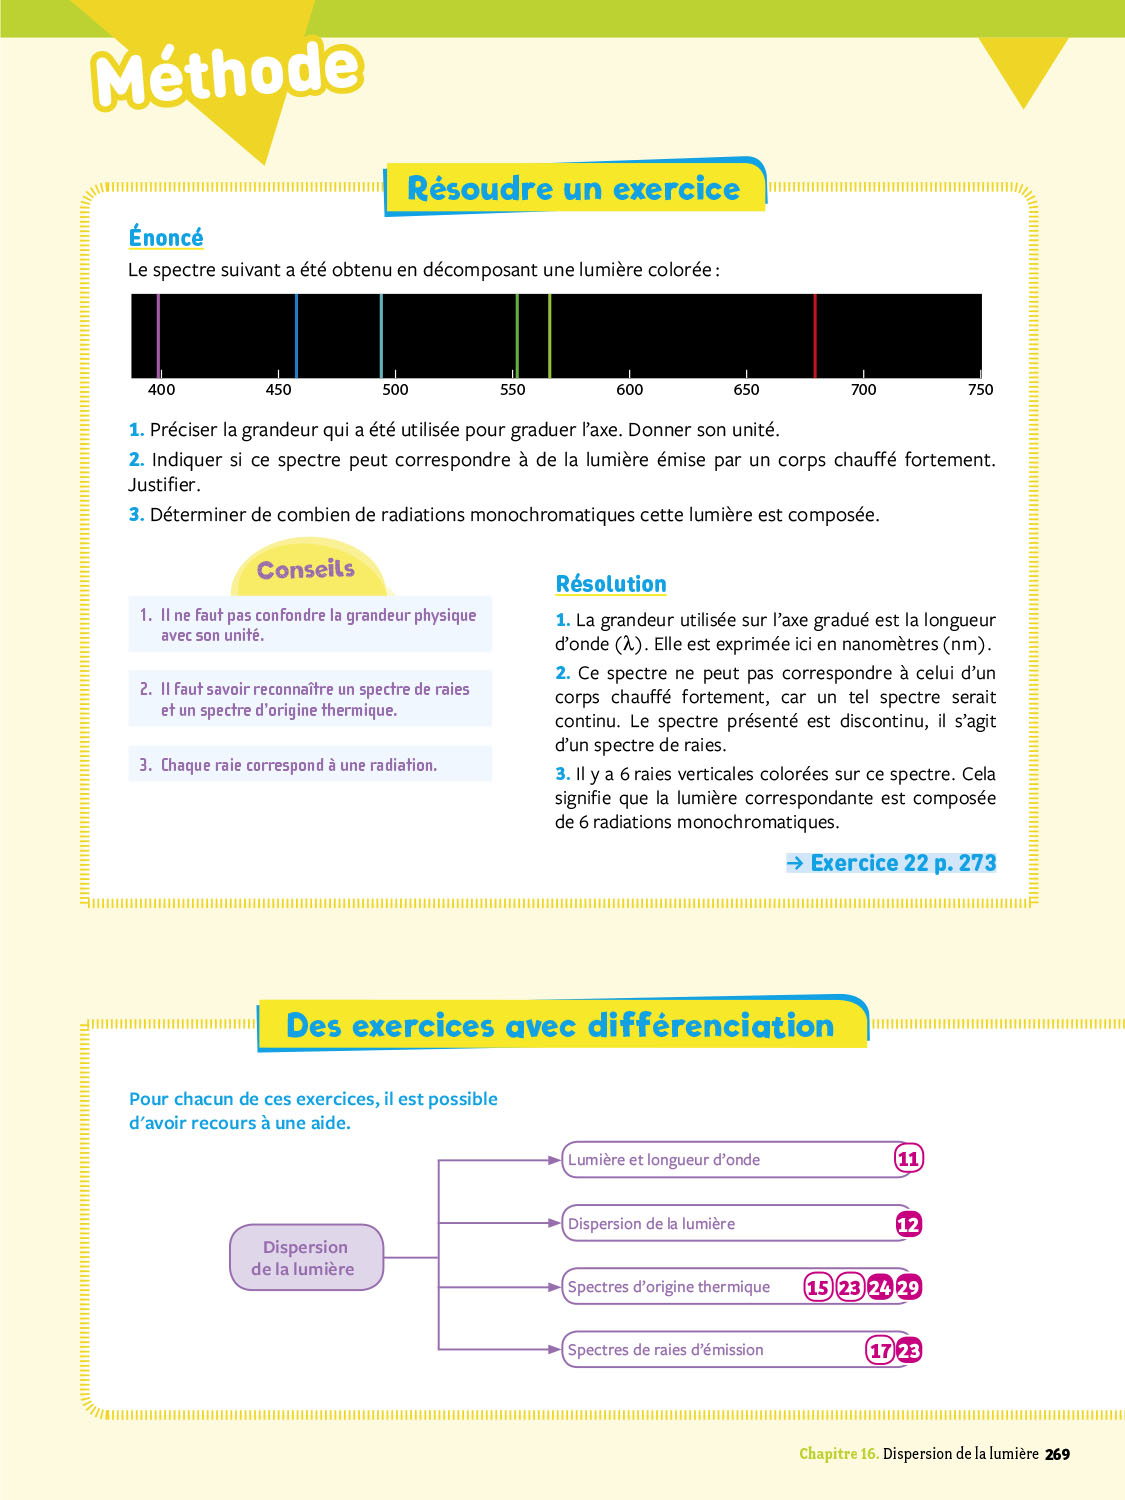 Méthode
Résoudre un exercice
Énoncé
Le spectre suivant a été obtenu en décomposant une lumière colorée :
400 450 500 550 600 650 700 750
1. Préciser la grandeur qui a été utilisée pour graduer l’axe. Donner son unité.
2. Indiquer si ce spectre peut correspondre à de la lumière émise par un corps chauffé fortement.
Justifier.
3. Déterminer de combien de radiations monochromatiques cette lumière est composée.
Conseils
1. Il ne faut pas confondre la grandeur physique
avec son unité.
2. Il faut savoir reconnaître un spectre de raies
et un spectre d’origine thermique.
3. Chaque raie correspond à une radiation.
Résolution
1. La grandeur utilisée sur l’axe gradué est la longueur
d’onde (λ). Elle est exprimée ici en nanomètres (nm).
2. Ce spectre ne peut pas correspondre à celui d’un
corps chauffé fortement, car un tel spectre serait
continu. Le spectre présenté est discontinu, il s’agit
d’un spectre de raies.
3. Il y a 6 raies verticales colorées sur ce spectre. Cela
signifie que la lumière correspondante est composée
de 6 radiations monochromatiques.
→ Exercice 22 p. 273
Des exercices avec différenciation
Pour chacun de ces exercices, il est possible
d’avoir recours à une aide.
Dispersion
de la lumière
Lumière et longueur d’onde 11
Dispersion de la lumière 12
Spectres d’origine thermique 15 23 24 29
Spectres de raies d’émission 17 23
Chapitre 16. Dispersion de la lumière 269